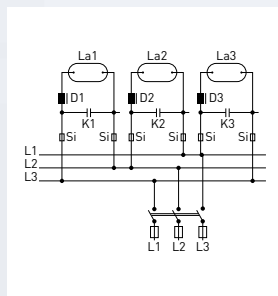 La1 La2 La3
D1 D2 D3
K1 K2 K3
Si Si Si Si Si Si
L1
L2
L3
L1 L2 L3